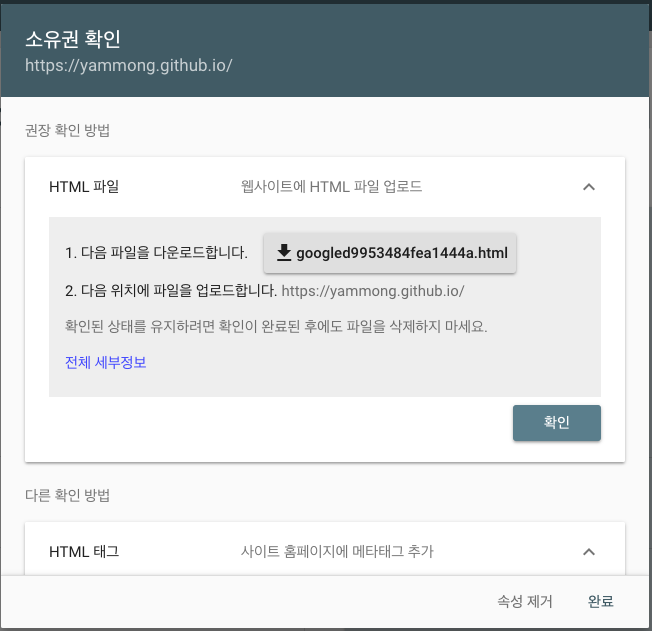 소유권 확인
https://yammong.github.io/
권장 확인 방법
HTML 파일 웹사이트에 HTML 파일 업로드
1. 다음 파일을 다운로드합니다. googled9953484fea1444a.html
2. 다음 위치에 파일을 업로드합니다. https://yammong.github.io/
확인된 상태를 유지하려면 확인이 완료된 후에도 파일을 삭제하지 마세요.
전체 세부정보
확인
다른 확인 방법
HTML 태그 사이트 홈페이지에 메타태그 추가
속성 제거 완료